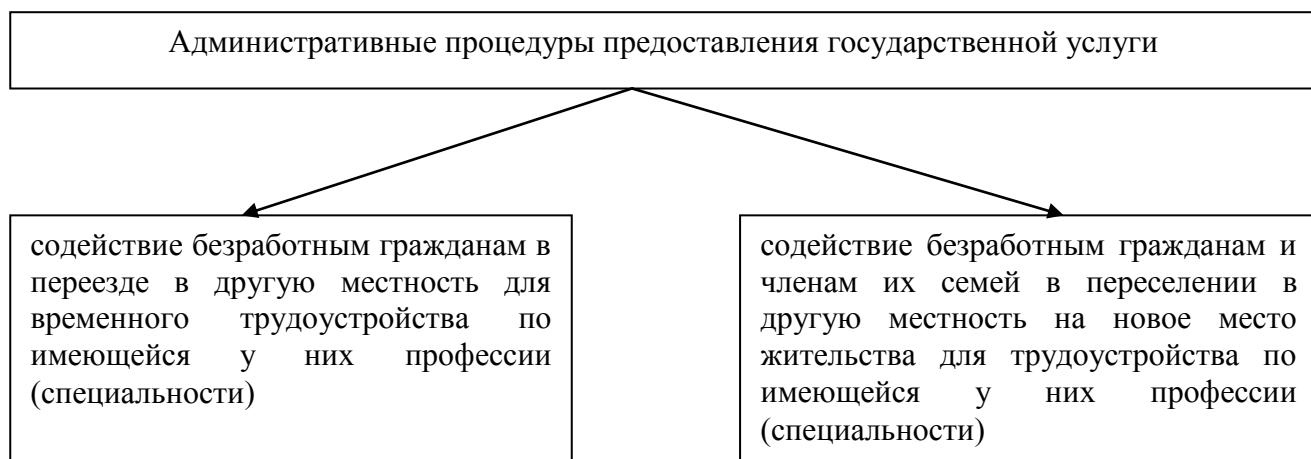 Административные процедуры предоставления государственной услуги
содействие безработным гражданам в
переезде в другую местность для
временного трудоустройства по
имеющейся у них профессии
(специальности)
содействие безработным гражданам и
членам их семей в переселении в
другую местность на новое место
жительства для трудоустройства по
имеющейся у них профессии
(специальности)